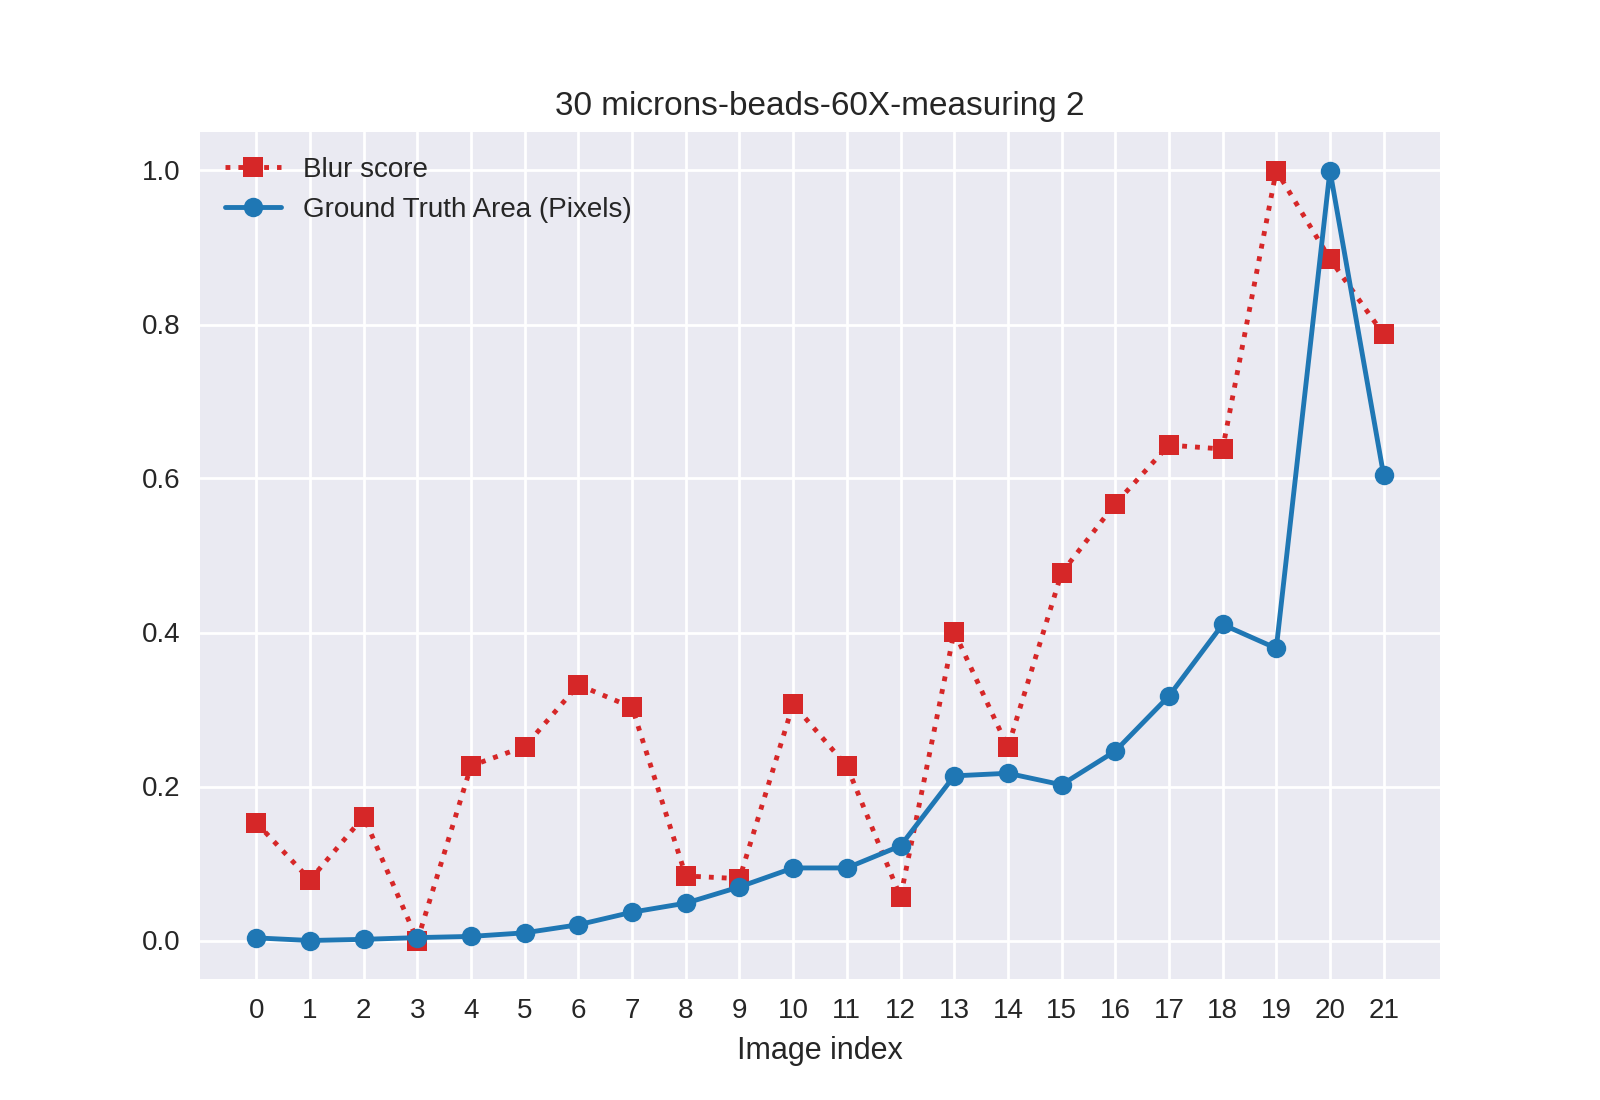 30 microns-beads-60X-measuring 2
Blur score
Ground Truth Area (Pixels)
1.0
0.8
0.6
0.4
0.2
0.0
0 1 2 3 4 5 6 7 8 9 10 11 12 13 14 15 16 17 18 19 20 21
Image index